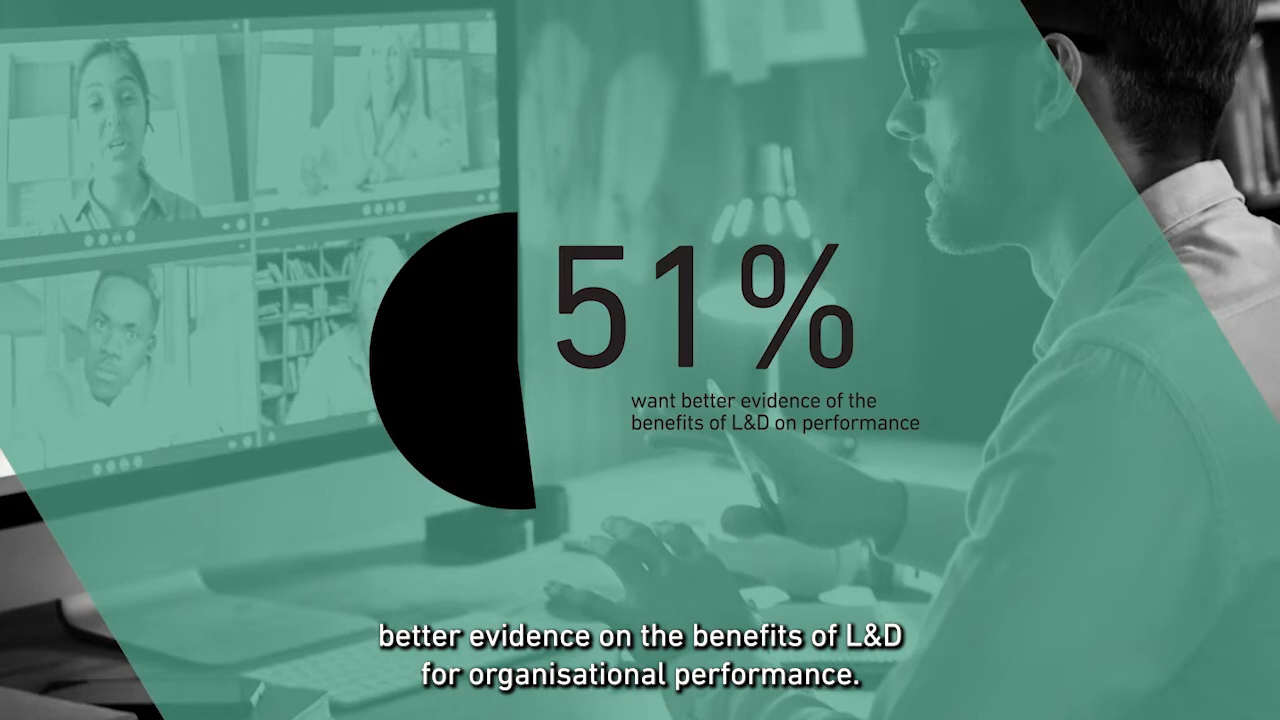 51%
want better evidence of the
benefits of L&D on performance
better evidence on the benefits of L&D
for organisational performance.